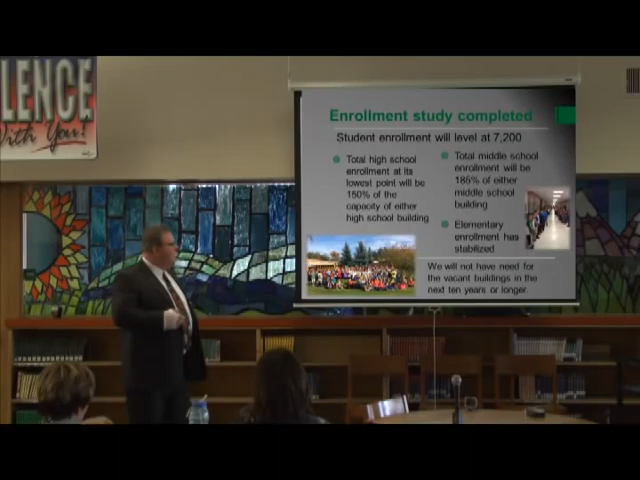 LENCE
With You!
Enrollment study completed
Student enrollment will level at 7,200
Total high school
enrollment at its
lowest point will be
150% of the
capacity of either
high school building
Total middle school
enrollment will be
185% of either
middle school
building
Elementary
enrollment has
stabilized
We will not have need for
the vacant buildings in the
next ten years or longer.